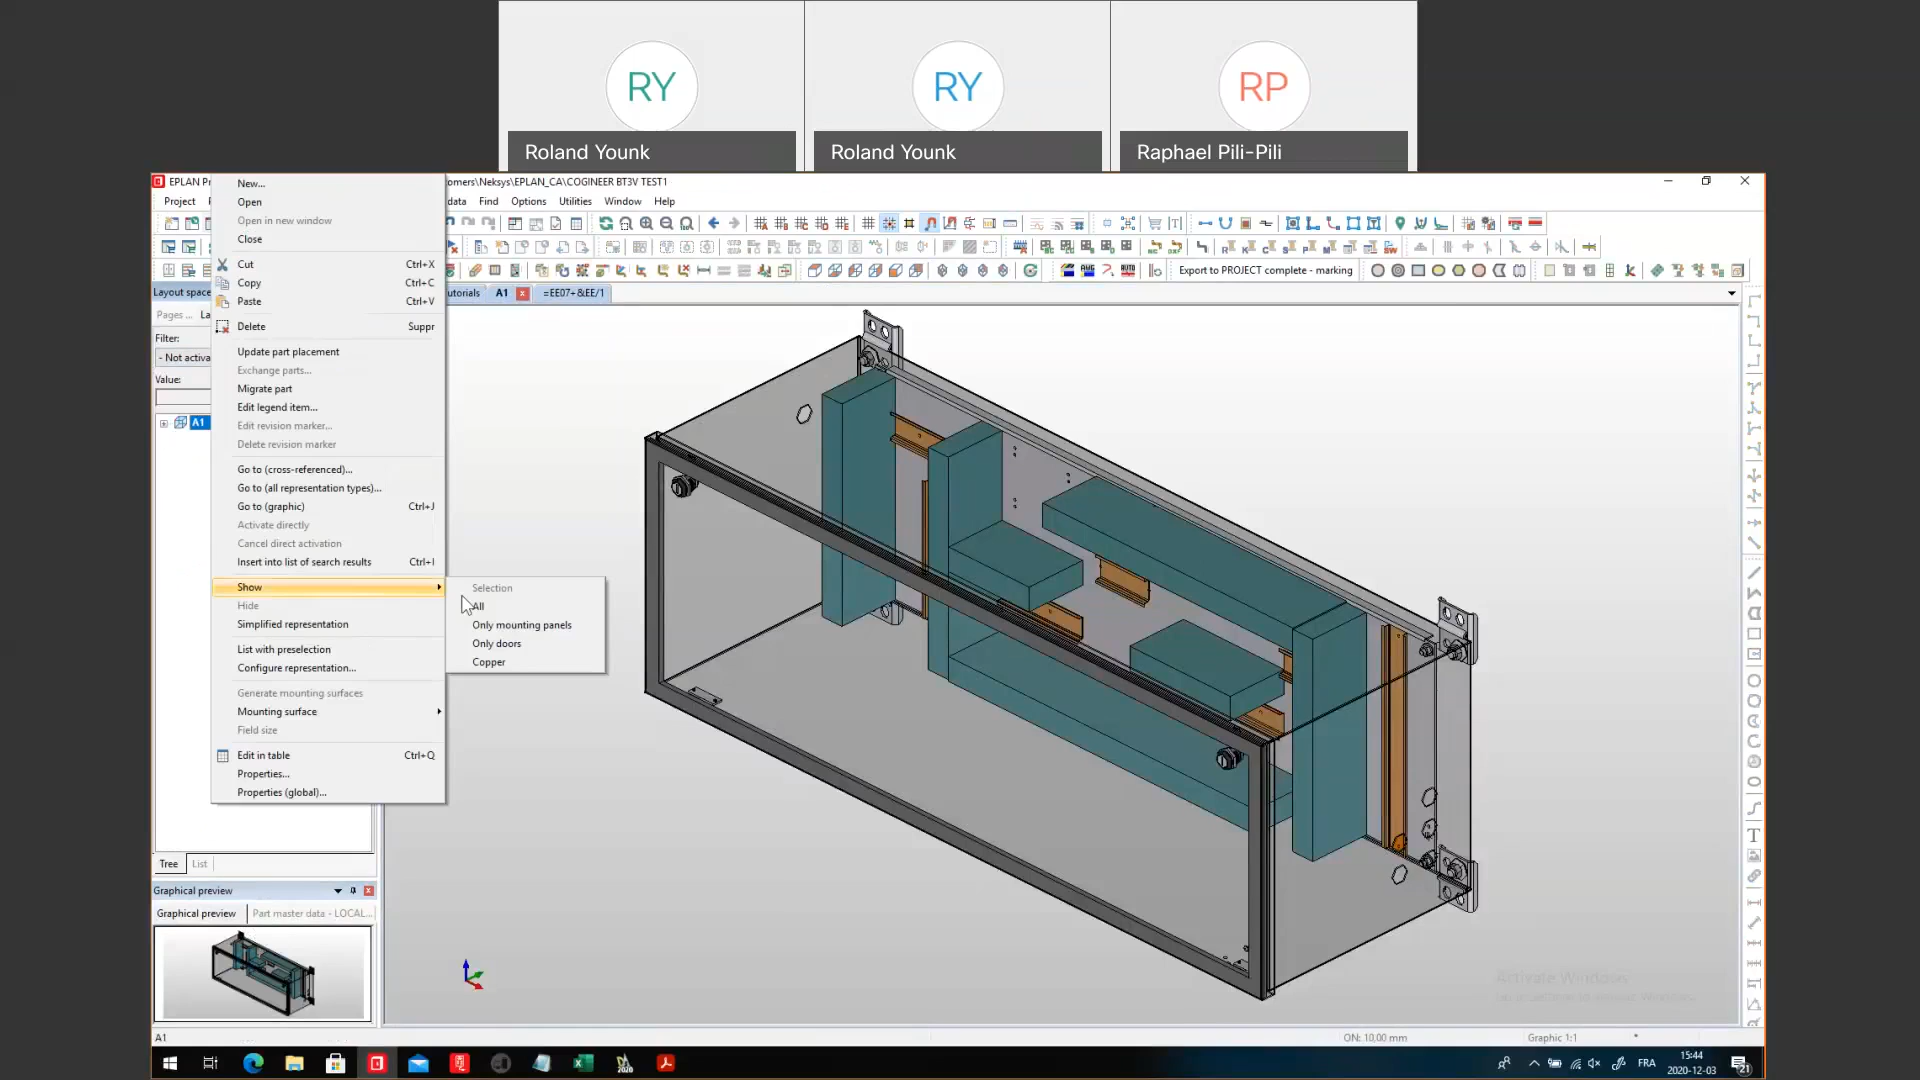 RY
RY
RP
Roland Younk
Roland Younk
Raphael Pili-Pili
EPLAN Pr
omers\Neksys\EPLAN_CA\COGINEER BT3V TEST1
Project
data
Find
Options
Utilities
Window
Help
Export to PROJECT complete - marking
Layout space
utorials
A1
=EE07+&EE/1
Pages ...
La
Filter:
- Not activa
Value:
A1
New...
Open
Open in new window
Close
Cut Ctrl+X
Copy Ctrl+C
Paste Ctrl+V
Delete Suppr
Update part placement
Exchange parts...
Migrate part
Edit legend item...
Edit revision marker...
Delete revision marker
Go to (cross-referenced)...
Go to (all representation types)...
Go to (graphic) Ctrl+J
Activate directly
Cancel direct activation
Insert into list of search results Ctrl+I
Show
Hide
Simplified representation
List with preselection
Configure representation...
Generate mounting surfaces
Mounting surface
Field size
Edit in table Ctrl+Q
Properties...
Properties (global)...
Selection
All
Only mounting panels
Only doors
Copper
Tree
List
Graphical preview
Graphical preview
Part master data - LOCAL...
Activate Windows
A1
ON: 10,00 mm
Graphic 1:1
FRA
15:44
2020-12-03
21